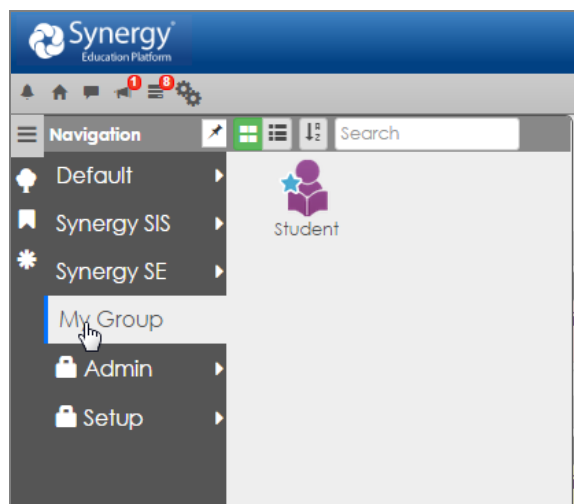 Synergy
Education Platform
1
8
Navigation
Search
Default
Synergy SIS
Synergy SE
My Group
Admin
Setup
Student